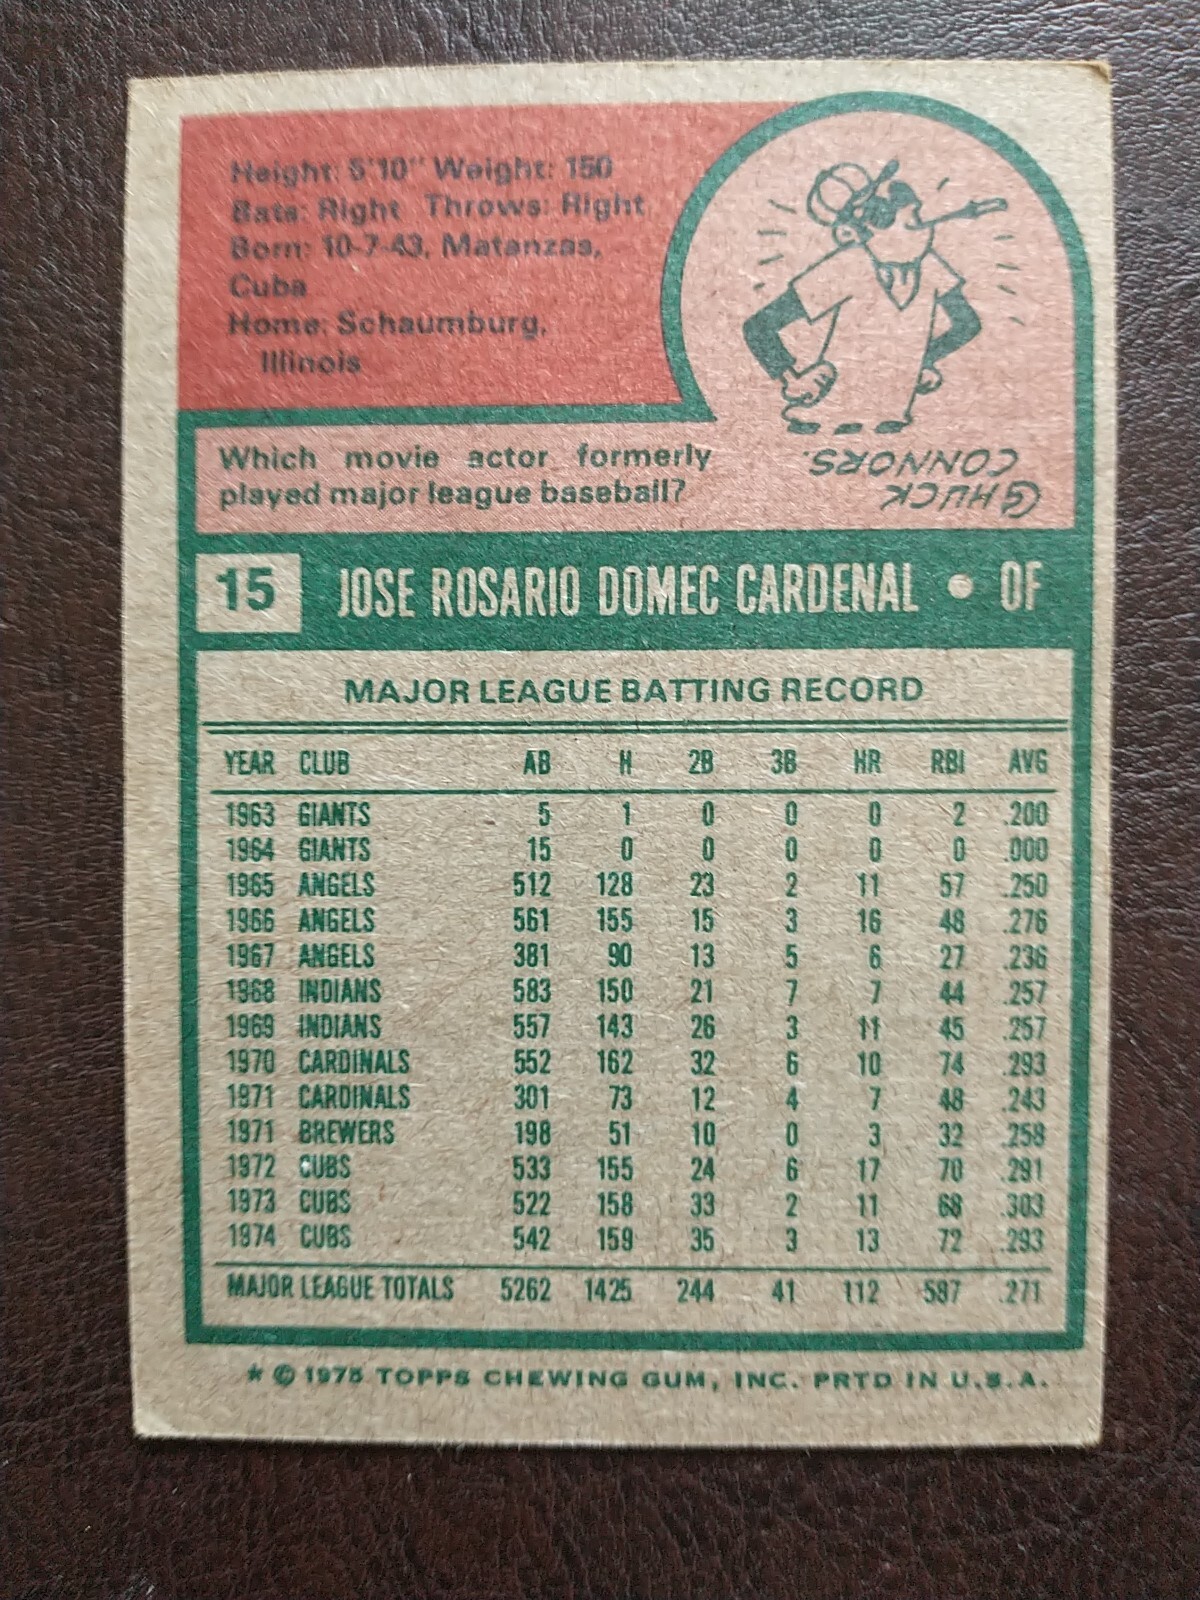 Height: 5'10" Weight: 150
Bats: Right Throws: Right
Born: 10-7-43, Matanzas,
Cuba
Home: Schaumburg,
Illinois
Which movie actor formerly
played major league baseball?
CHUCK
CONNORS.
15 JOSE ROSARIO DOMEC CARDENAL • OF
MAJOR LEAGUE BATTING RECORD
YEAR CLUB AB H 2B 3B HR RBI AVG
1963 GIANTS 5 1 0 0 0 2 .200
1964 GIANTS 15 0 0 0 0 0 .000
1965 ANGELS 512 128 23 2 11 57 .250
1966 ANGELS 561 155 15 3 16 48 .276
1967 ANGELS 381 90 13 5 6 27 .236
1968 INDIANS 583 150 21 7 7 44 .257
1969 INDIANS 557 143 26 3 11 45 .257
1970 CARDINALS 552 162 32 6 10 74 .293
1971 CARDINALS 301 73 12 4 7 48 .243
1971 BREWERS 198 51 10 0 3 32 .258
1972 CUBS 533 155 24 6 17 70 .291
1973 CUBS 522 158 33 2 11 68 .303
1974 CUBS 542 159 35 3 13 72 .293
MAJOR LEAGUE TOTALS 5262 1425 244 41 112 587 .271
* © 1975 TOPPS CHEWING GUM, INC. PRTD IN U.S.A.